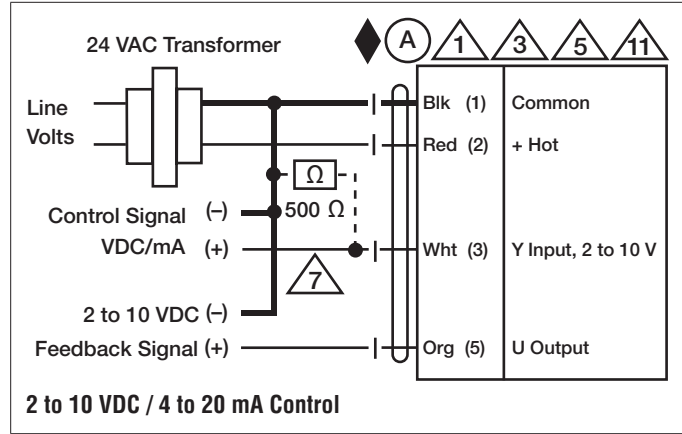 24 VAC Transformer
A 1 3 5 11
Line Volts
Blk (1) Common
Red (2) + Hot
Ω
500 Ω
Control Signal (–)
VDC/mA (+)
Wht (3) Y Input, 2 to 10 V
7
2 to 10 VDC (–)
Feedback Signal (+)
Org (5) U Output
2 to 10 VDC / 4 to 20 mA Control